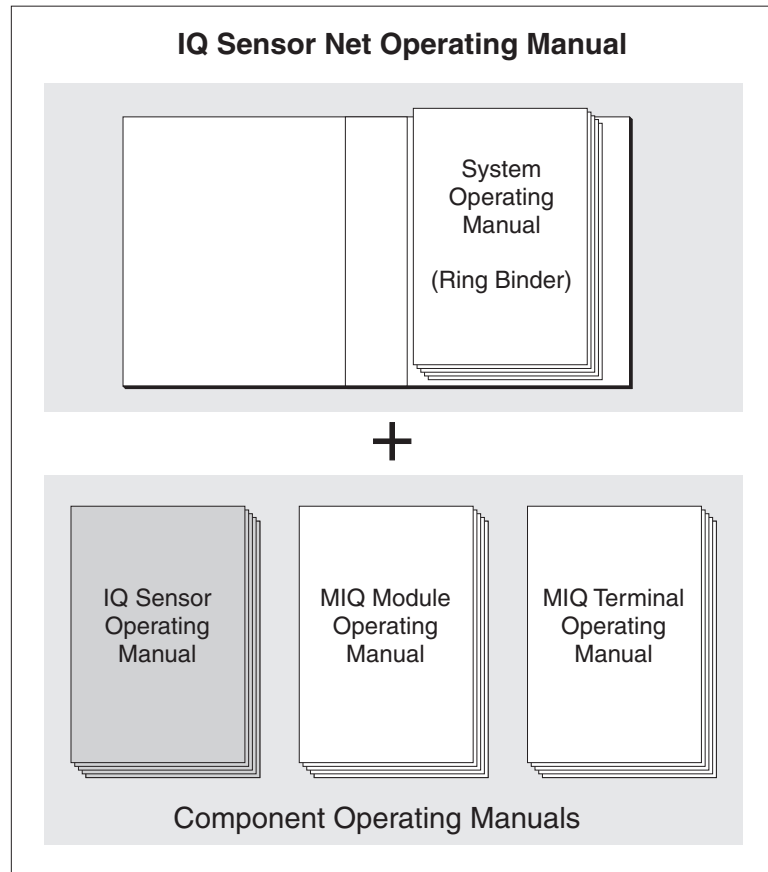 IQ Sensor Net Operating Manual
System
Operating
Manual
(Ring Binder)
+
IQ Sensor
Operating
Manual
MIQ Module
Operating
Manual
MIQ Terminal
Operating
Manual
Component Operating Manuals